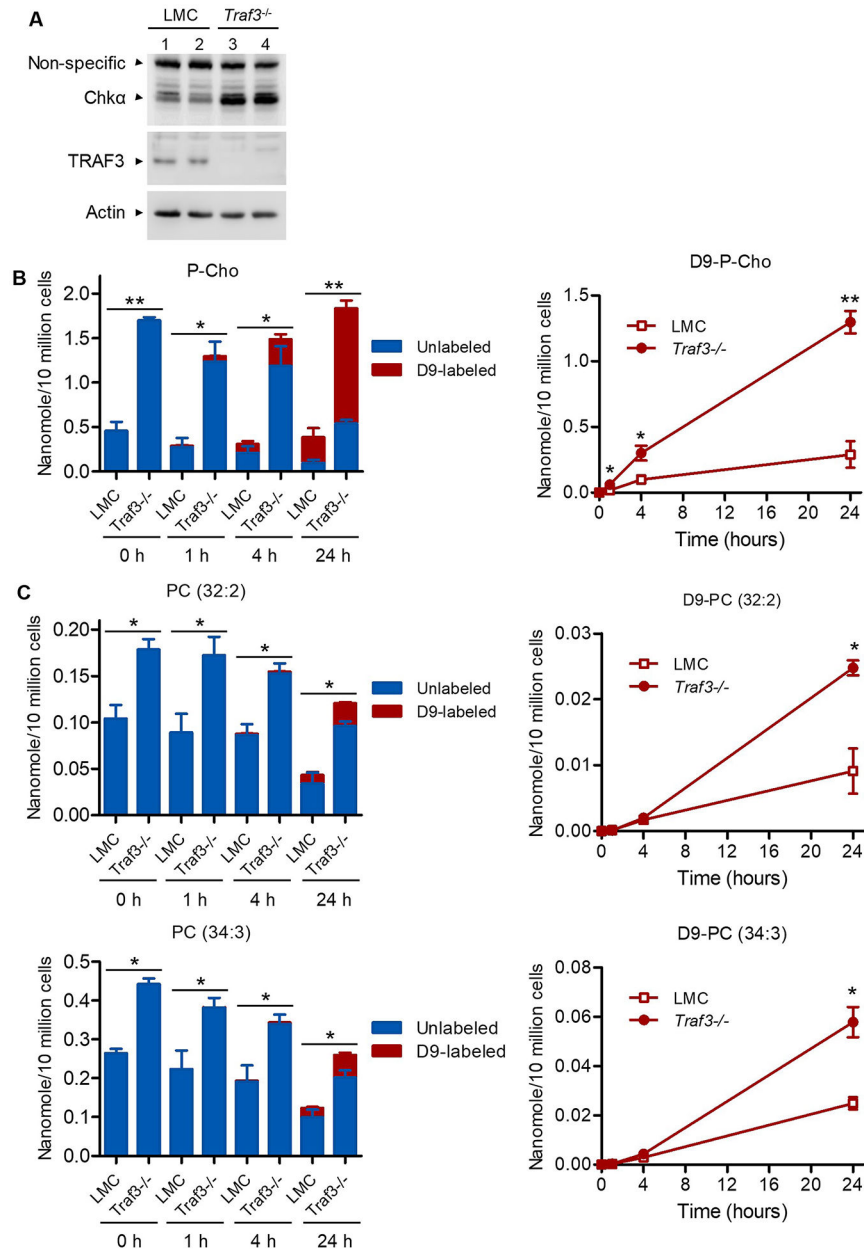 A
LMC Traf3-/-
1 2 3 4
Non-specific
Chkα
TRAF3
Actin
B
P-Cho
Nanomole/10 million cells
2.0
1.5
1.0
0.5
0.0
** * * **
Unlabeled
D9-labeled
LMC Traf3-/- LMC Traf3-/- LMC Traf3-/- LMC Traf3-/-
0 h 1 h 4 h 24 h
D9-P-Cho
Nanomole/10 million cells
1.5
1.0
0.5
0.0
LMC
Traf3-/-
* * **
0 4 8 12 16 20 24
Time (hours)
C
PC (32:2)
Nanomole/10 million cells
0.20
0.15
0.10
0.05
0.00
* * * *
Unlabeled
D9-labeled
LMC Traf3-/- LMC Traf3-/- LMC Traf3-/- LMC Traf3-/-
0 h 1 h 4 h 24 h
D9-PC (32:2)
Nanomole/10 million cells
0.03
0.02
0.01
0.00
LMC
Traf3-/-
*
0 4 8 12 16 20 24
Time (hours)
PC (34:3)
Nanomole/10 million cells
0.5
0.4
0.3
0.2
0.1
0.0
* * * *
Unlabeled
D9-labeled
LMC Traf3-/- LMC Traf3-/- LMC Traf3-/- LMC Traf3-/-
0 h 1 h 4 h 24 h
D9-PC (34:3)
Nanomole/10 million cells
0.08
0.06
0.04
0.02
0.00
LMC
Traf3-/-
*
0 4 8 12 16 20 24
Time (hours)